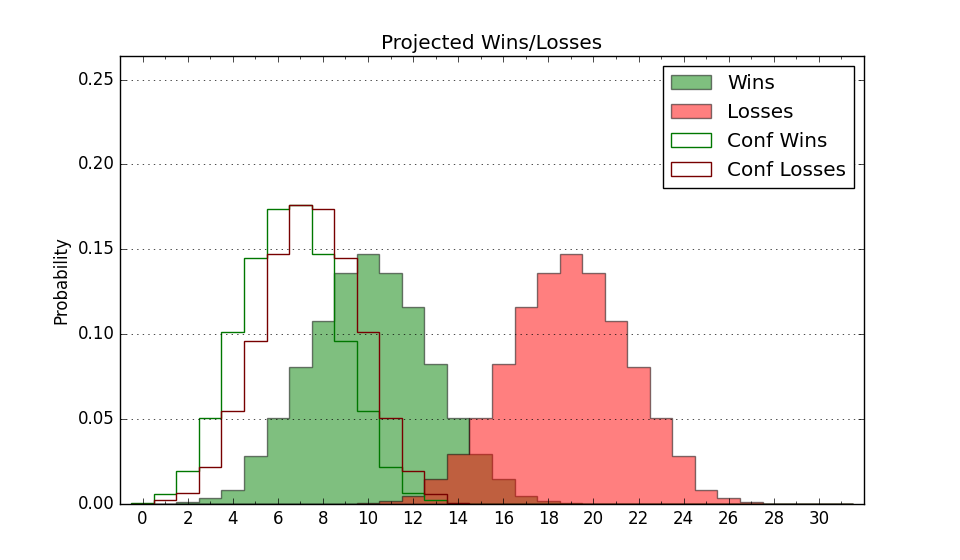 Projected Wins/Losses
0.25
0.20
0.15
0.10
0.05
0.00
Probability
Wins
Losses
Conf Wins
Conf Losses
0 2 4 6 8 10 12 14 16 18 20 22 24 26 28 30